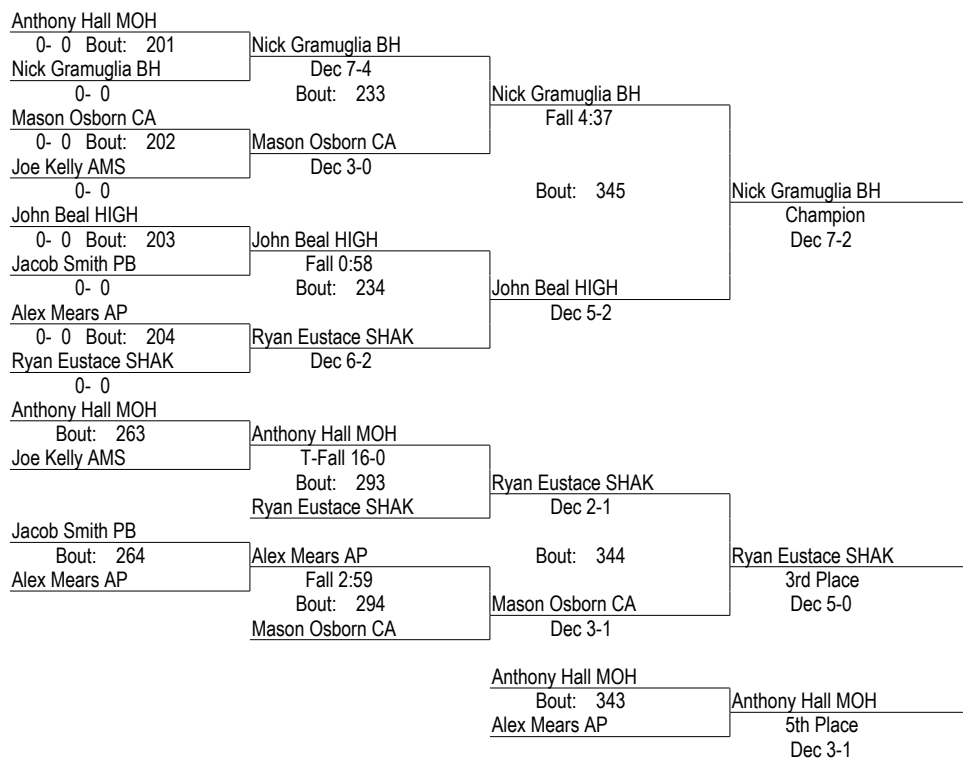 Anthony Hall MOH
0- 0 Bout: 201
Nick Gramuglia BH
0- 0
Mason Osborn CA
0- 0 Bout: 202
Joe Kelly AMS
0- 0
John Beal HIGH
0- 0 Bout: 203
Jacob Smith PB
0- 0
Alex Mears AP
0- 0 Bout: 204
Ryan Eustace SHAK
0- 0
Nick Gramuglia BH
Dec 7-4
Bout: 233
Mason Osborn CA
Dec 3-0
John Beal HIGH
Fall 0:58
Bout: 234
Ryan Eustace SHAK
Dec 6-2
Nick Gramuglia BH
Fall 4:37
Bout: 345
John Beal HIGH
Dec 5-2
Nick Gramuglia BH
Champion
Dec 7-2
Anthony Hall MOH
Bout: 263
Joe Kelly AMS
Jacob Smith PB
Bout: 264
Alex Mears AP
Anthony Hall MOH
T-Fall 16-0
Bout: 293
Ryan Eustace SHAK
Alex Mears AP
Fall 2:59
Bout: 294
Mason Osborn CA
Ryan Eustace SHAK
Dec 2-1
Bout: 344
Mason Osborn CA
Dec 3-1
Ryan Eustace SHAK
3rd Place
Dec 5-0
Anthony Hall MOH
Bout: 343
Alex Mears AP
Anthony Hall MOH
5th Place
Dec 3-1